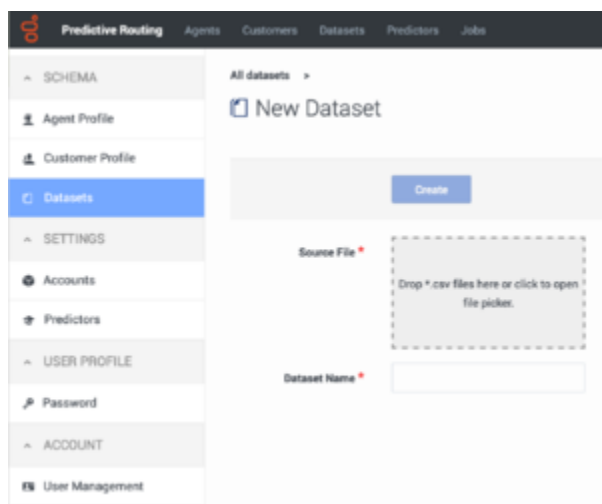 Predictive Routing Agents Customers Datasets Predictors Jobs
SCHEMA
Agent Profile
Customer Profile
Datasets
SETTINGS
Accounts
Predictors
USER PROFILE
Password
ACCOUNT
User Management
All datasets >
New Dataset
Create
Source File *
Drop *.csv files here or click to open
file picker.
Dataset Name *